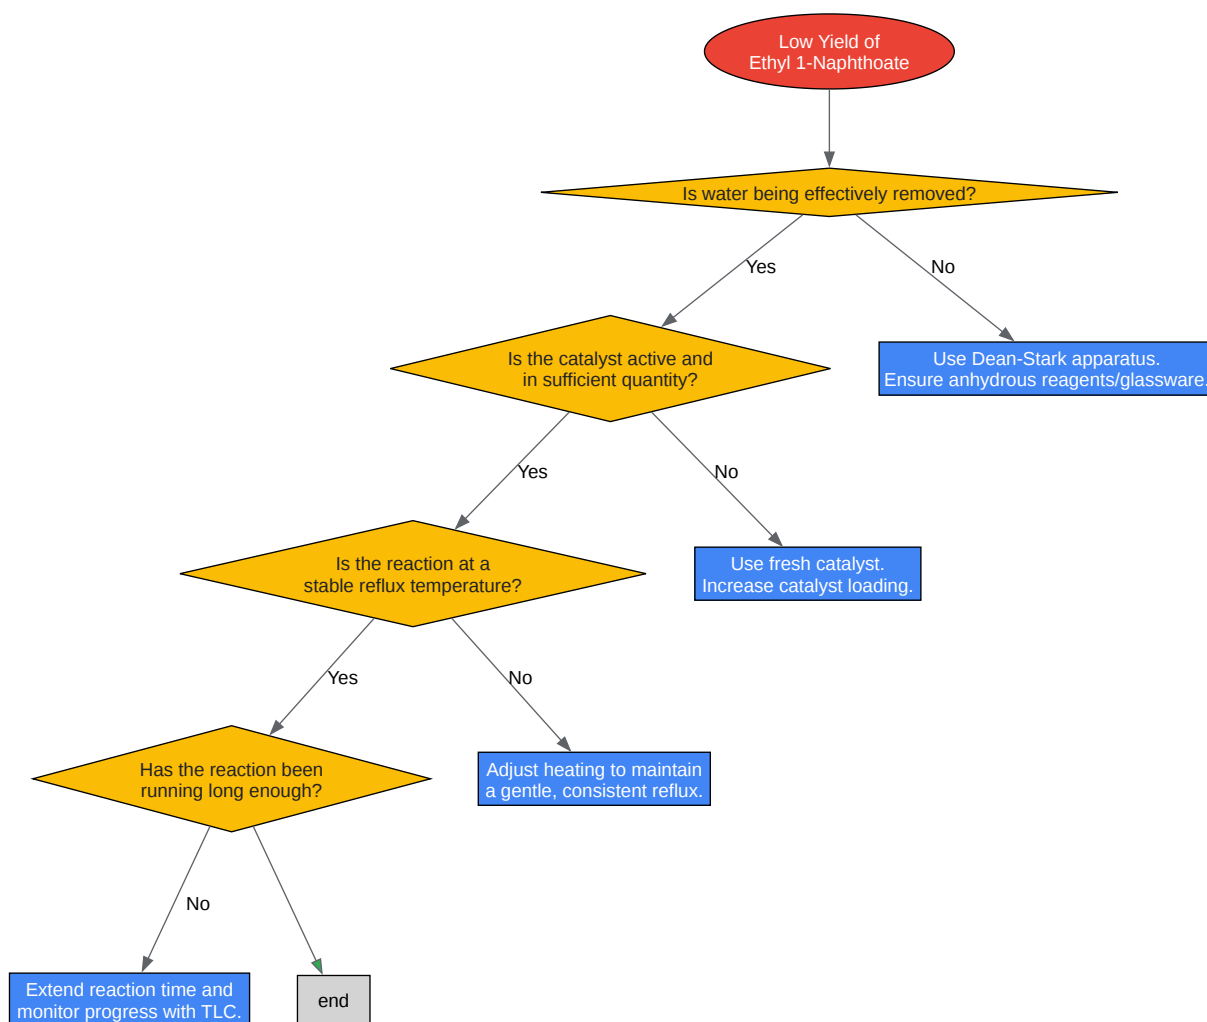 Low Yield of
Ethyl 1-Naphthoate
Is water being effectively removed?
Yes
No
Is the catalyst active and
in sufficient quantity?
Use Dean-Stark apparatus.
Ensure anhydrous reagents/glassware.
Yes
No
Is the reaction at a
stable reflux temperature?
Use fresh catalyst.
Increase catalyst loading.
Yes
No
Has the reaction been
running long enough?
Adjust heating to maintain
a gentle, consistent reflux.
No
Extend reaction time and
monitor progress with TLC.
end